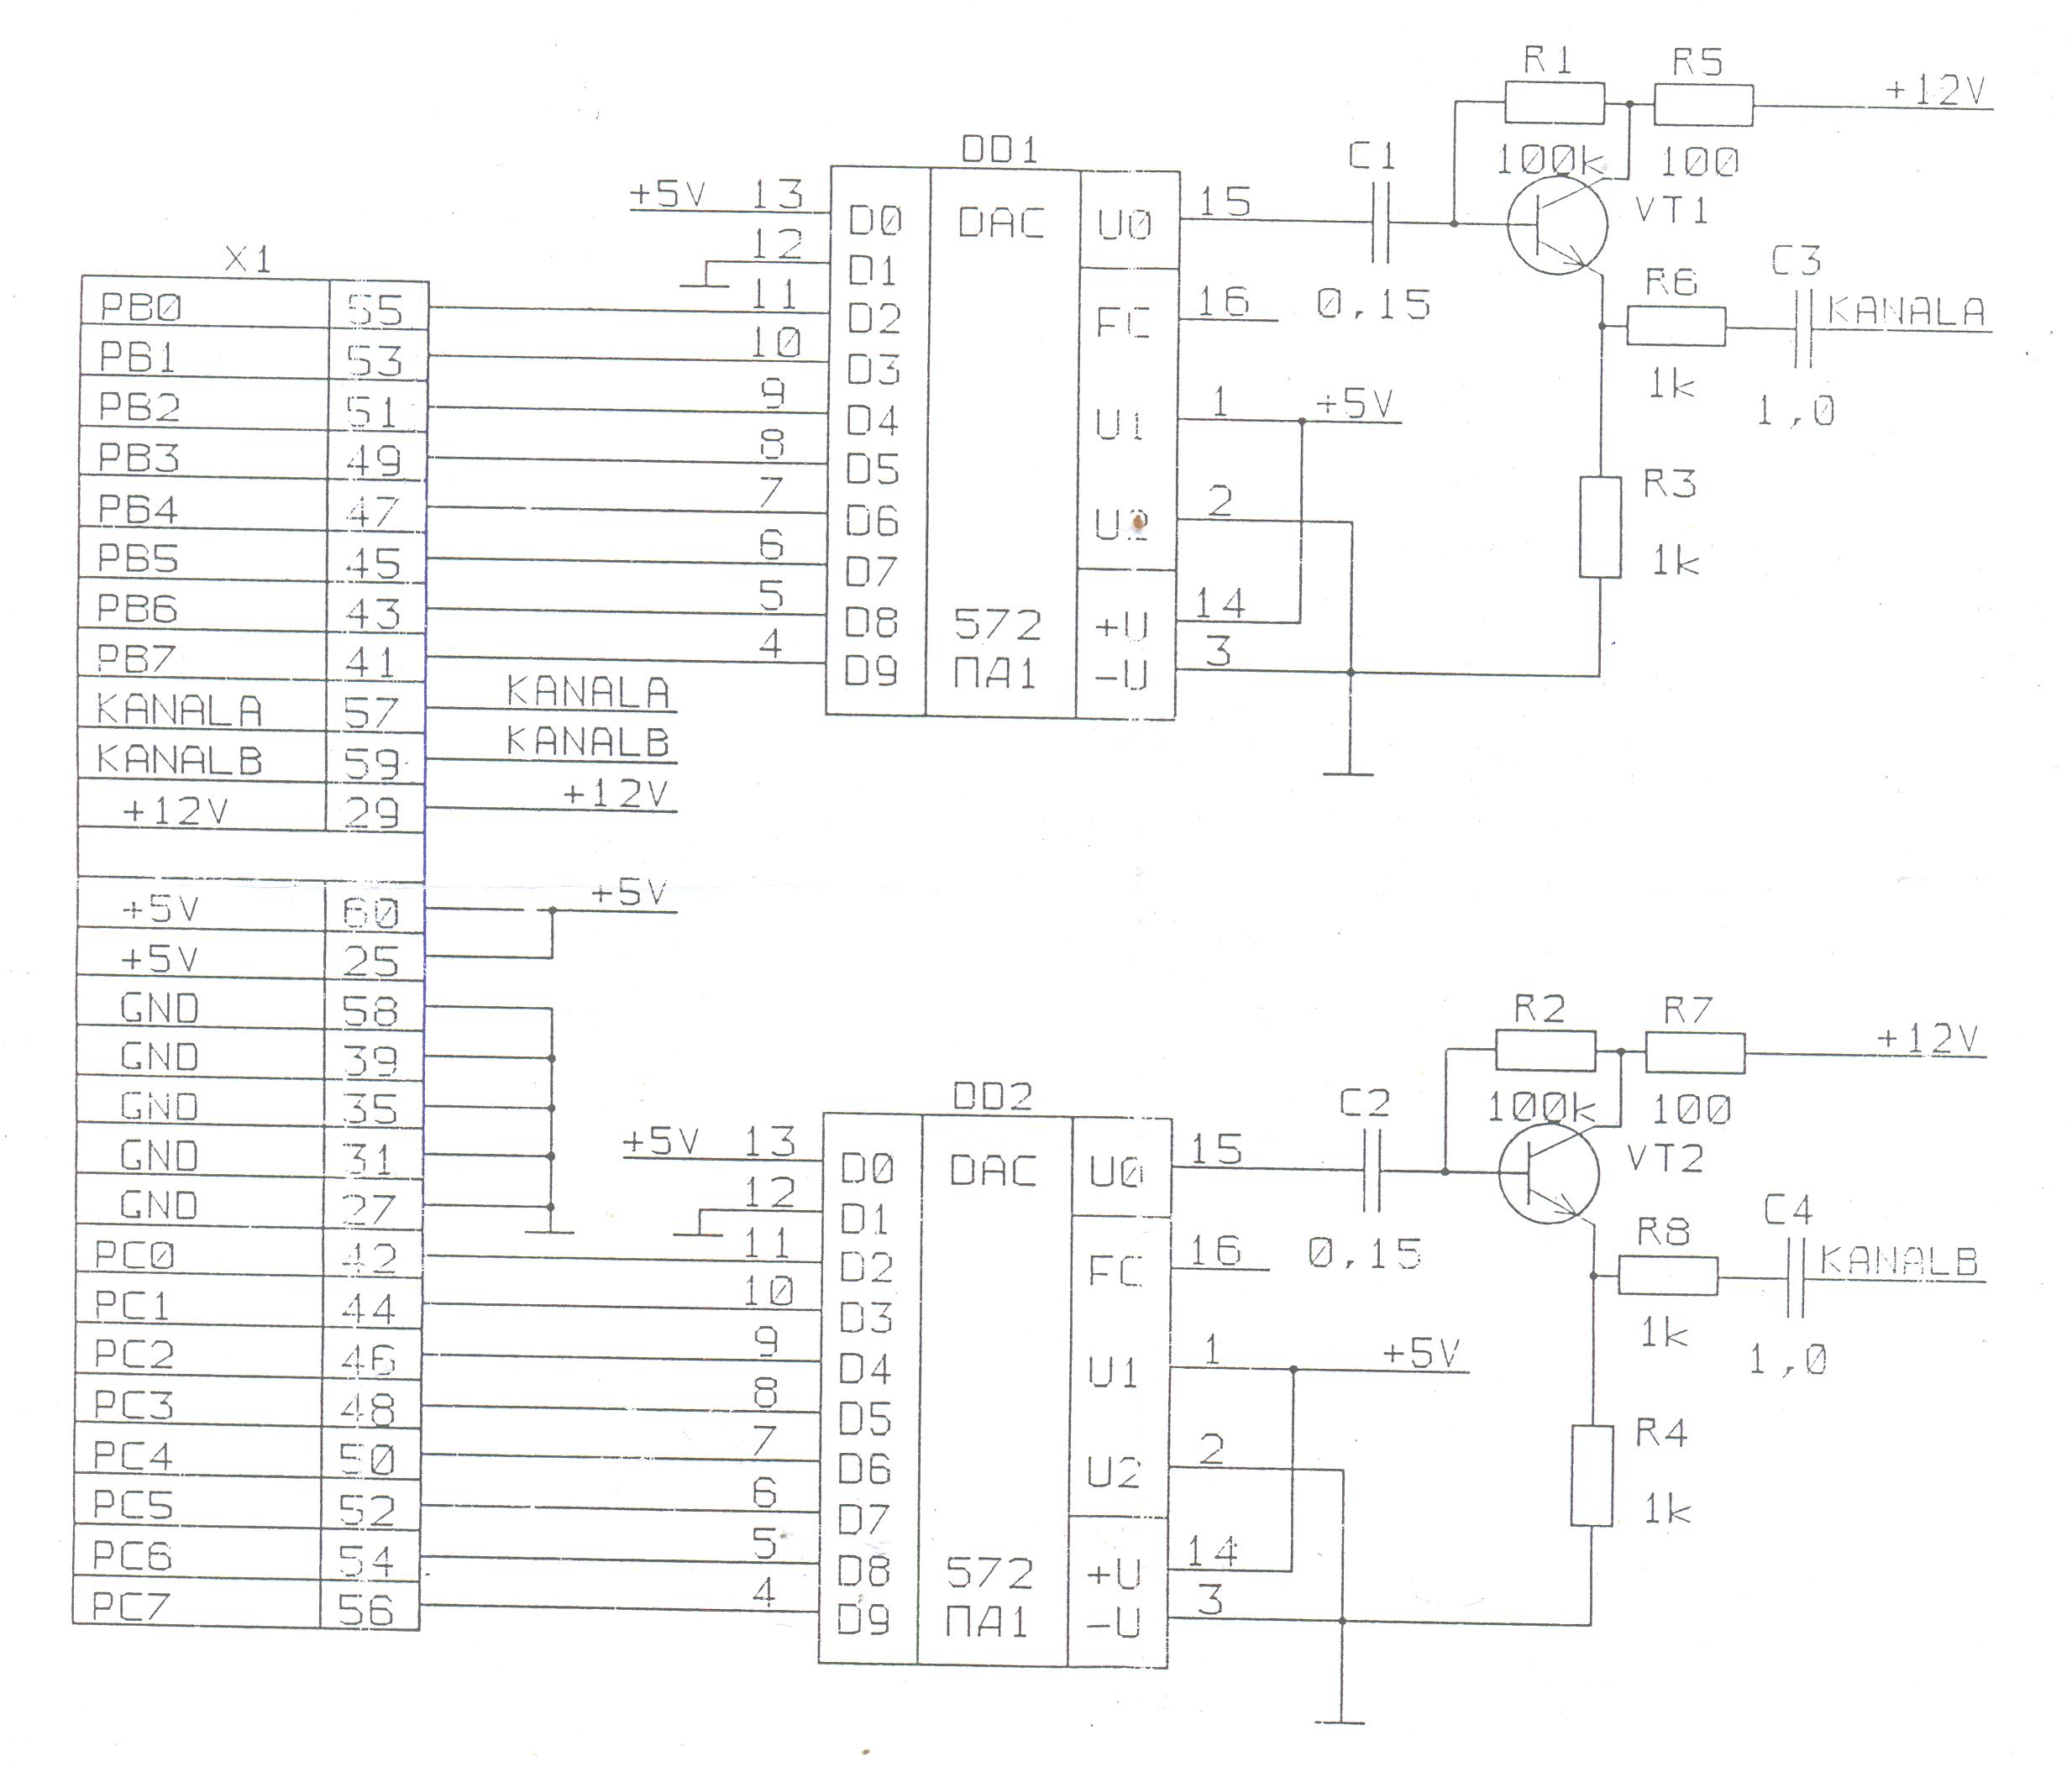 X1
PB0 55
PB1 53
PB2 51
PB3 49
PB4 47
PB5 45
PB6 43
PB7 41
KANALA 57 KANALA
KANALB 59 KANALB
+12V 29 +12V
+5V 60 +5V
+5V 25
GND 58
GND 39
GND 35
GND 31
GND 27
PC0 42
PC1 44
PC2 46
PC3 48
PC4 50
PC5 52
PC6 54
PC7 56
DD1
+5V 13 D0 DAC U0 15
12 D1
11 D2 FC 16
10 D3
9 D4 U1 1 +5V
8 D5
7 D6 U2 2
6 D7
5 D8 572 +U 14
4 D9 ПА1 -U 3
C1
0,15
R1
100k
R5
100
+12V
VT1
R6
1k
C3
1,0
KANALA
R3
1k
DD2
+5V 13 D0 DAC U0 15
12 D1
11 D2 FC 16
10 D3
9 D4 U1 1 +5V
8 D5
7 D6 U2 2
6 D7
5 D8 572 +U 14
4 D9 ПА1 -U 3
C2
0,15
R2
100k
R7
100
+12V
VT2
R8
1k
C4
1,0
KANALB
R4
1k